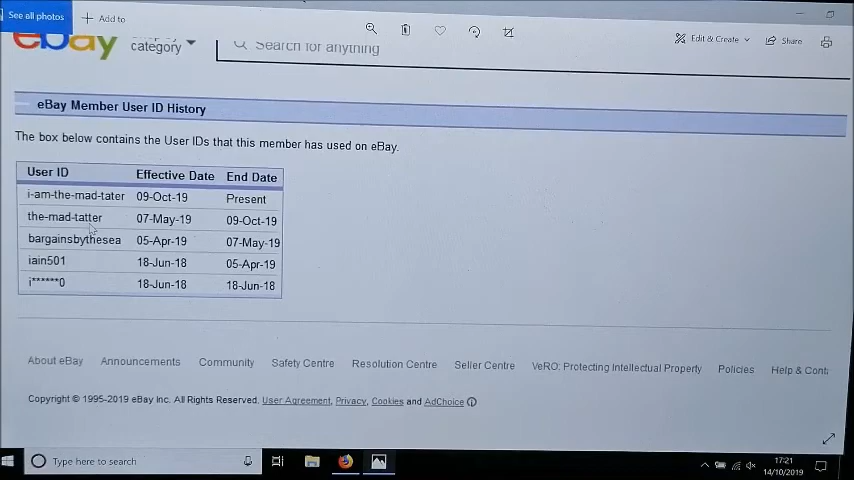 See all photos
Add to
Edit & Create
Share
ebay
category
Search for anything
eBay Member User ID History
The box below contains the User IDs that this member has used on eBay.
User ID Effective Date End Date
i-am-the-mad-tater 09-Oct-19 Present
the-mad-tatter 07-May-19 09-Oct-19
bargainsbythesea 05-Apr-19 07-May-19
iain501 18-Jun-18 05-Apr-19
i******0 18-Jun-18 18-Jun-18
About eBay Announcements Community Safety Centre Resolution Centre Seller Centre VeRO: Protecting Intellectual Property Policies Help &
Copyright © 1995-2019 eBay Inc. All Rights Reserved. User Agreement, Privacy, Cookies and AdChoice
Type here to search
17:21
14/10/2019